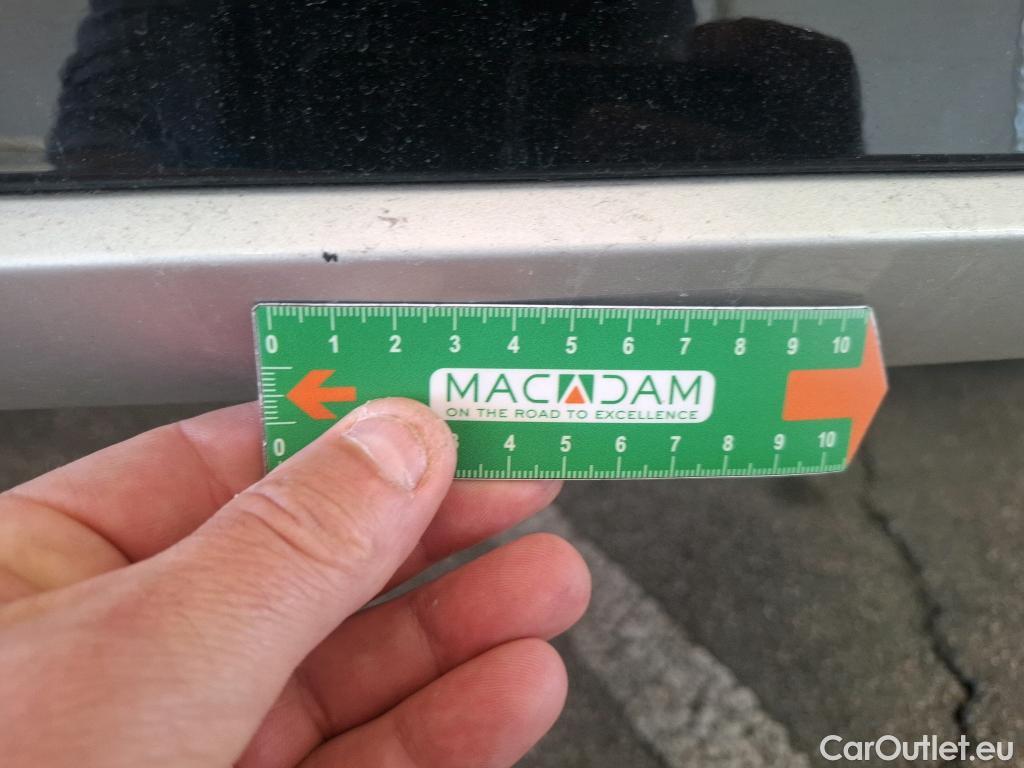 0 1 2 3 4 5 6 7 8 9 10
MACADAM
ON THE ROAD TO EXCELLENCE
0 3 4 5 6 7 8 9 10
CarOutlet.eu